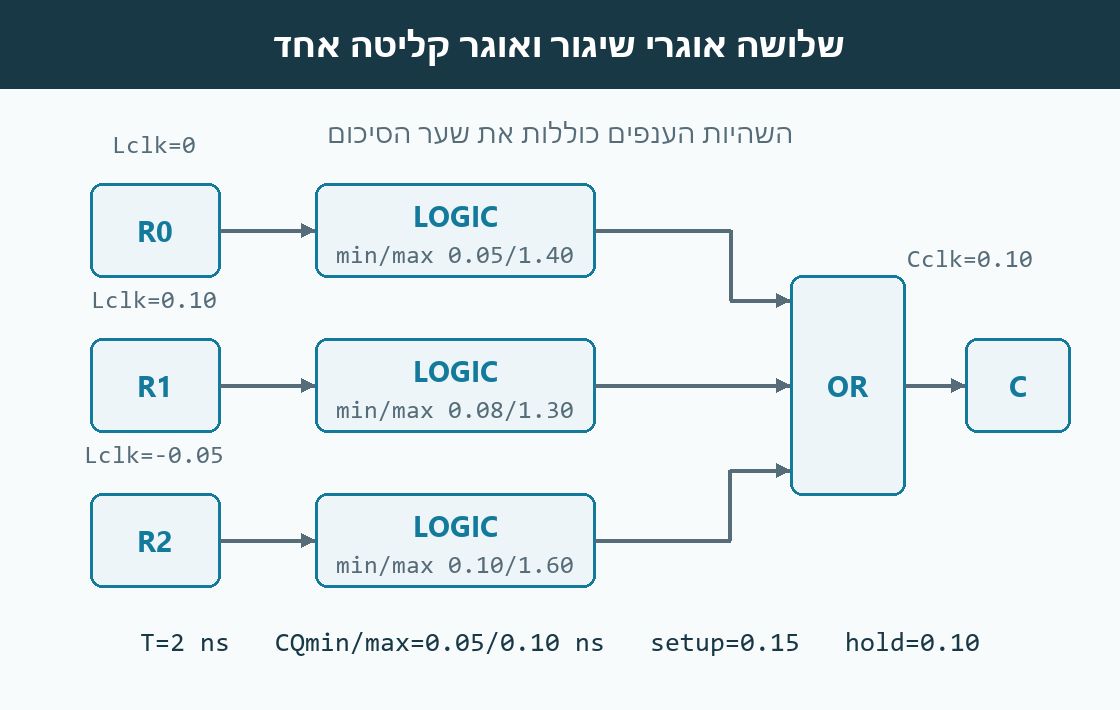 שלושה אוגרי שיגור ואוגר קליטה אחד
השהיות הענפים כוללות את שער הסיכום
Lclk=0
R0
LOGIC
min/max 0.05/1.40
Cclk=0.10
Lclk=0.10
R1
LOGIC
min/max 0.08/1.30
OR
C
Lclk=-0.05
R2
LOGIC
min/max 0.10/1.60
T=2 ns CQmin/max=0.05/0.10 ns setup=0.15 hold=0.10